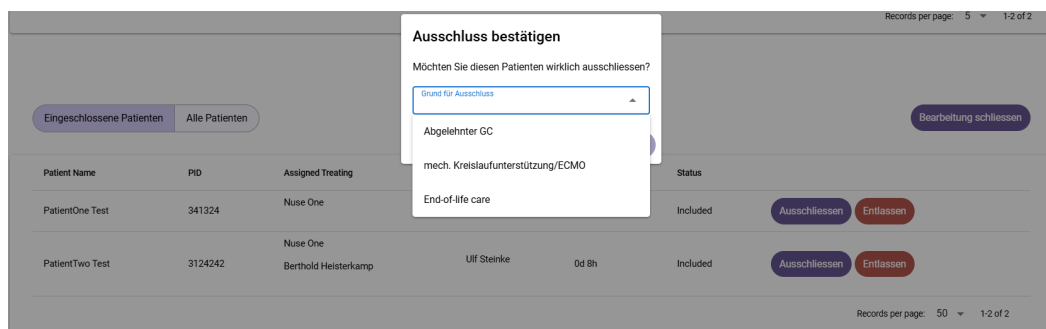 Records per page: 5 1-2 of 2
Ausschluss bestätigen
Möchten Sie diesen Patienten wirklich ausschliessen?
Grund für Ausschluss
Eingeschlossene Patienten Alle Patienten Bearbeitung schliessen
Abgelehnter GC
mech. Kreislaufunterstützung/ECMO
End-of-life care
Patient Name PID Assigned Treating Status
PatientOne Test 341324 Nuse One Included Ausschliessen Entlassen
Nuse One
PatientTwo Test 3124242 Berthold Heisterkamp Ulf Steinke 0d 8h Included Ausschliessen Entlassen
Records per page: 50 1-2 of 2